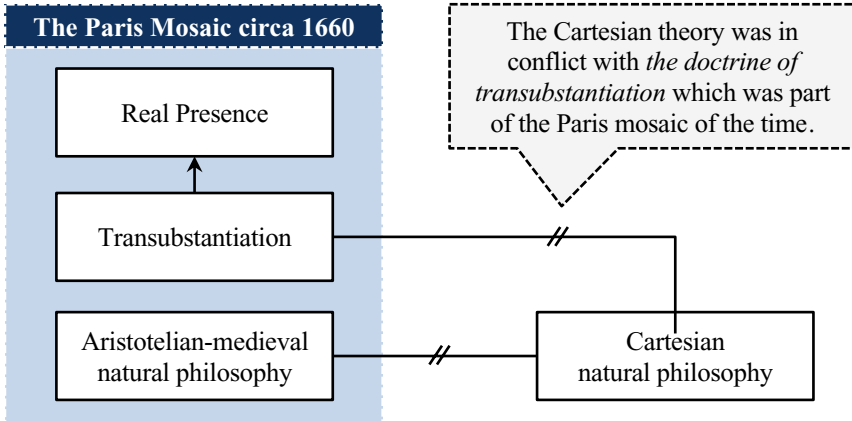 The Paris Mosaic circa 1660
Real Presence
Transubstantiation
Aristotelian-medieval
natural philosophy
The Cartesian theory was in
conflict with the doctrine of
transubstantiation which was part
of the Paris mosaic of the time.
Cartesian
natural philosophy